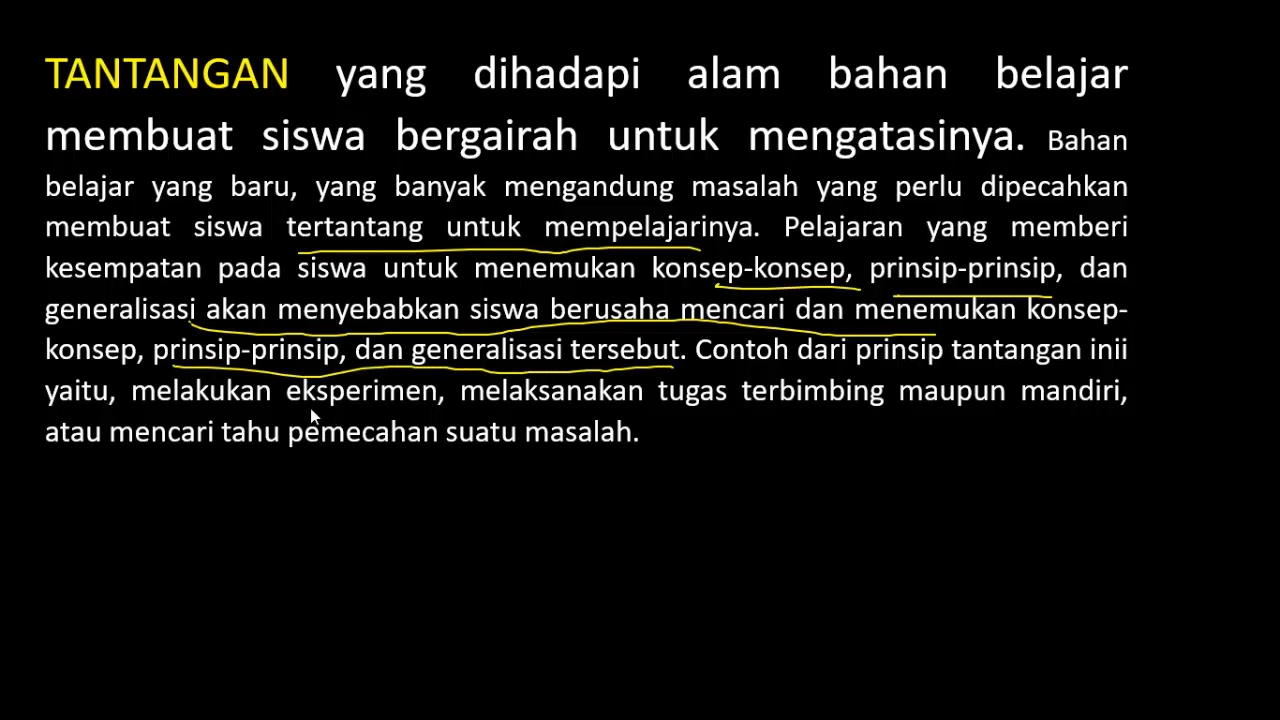 TANTANGAN yang dihadapi alam bahan belajar
membuat siswa bergairah untuk mengatasinya. Bahan
belajar yang baru, yang banyak mengandung masalah yang perlu dipecahkan
membuat siswa tertantang untuk mempelajarinya. Pelajaran yang memberi
kesempatan pada siswa untuk menemukan konsep-konsep, prinsip-prinsip, dan
generalisasi akan menyebabkan siswa berusaha mencari dan menemukan konsep-
konsep, prinsip-prinsip, dan generalisasi tersebut. Contoh dari prinsip tantangan inii
yaitu, melakukan eksperimen, melaksanakan tugas terbimbing maupun mandiri,
atau mencari tahu pemecahan suatu masalah.